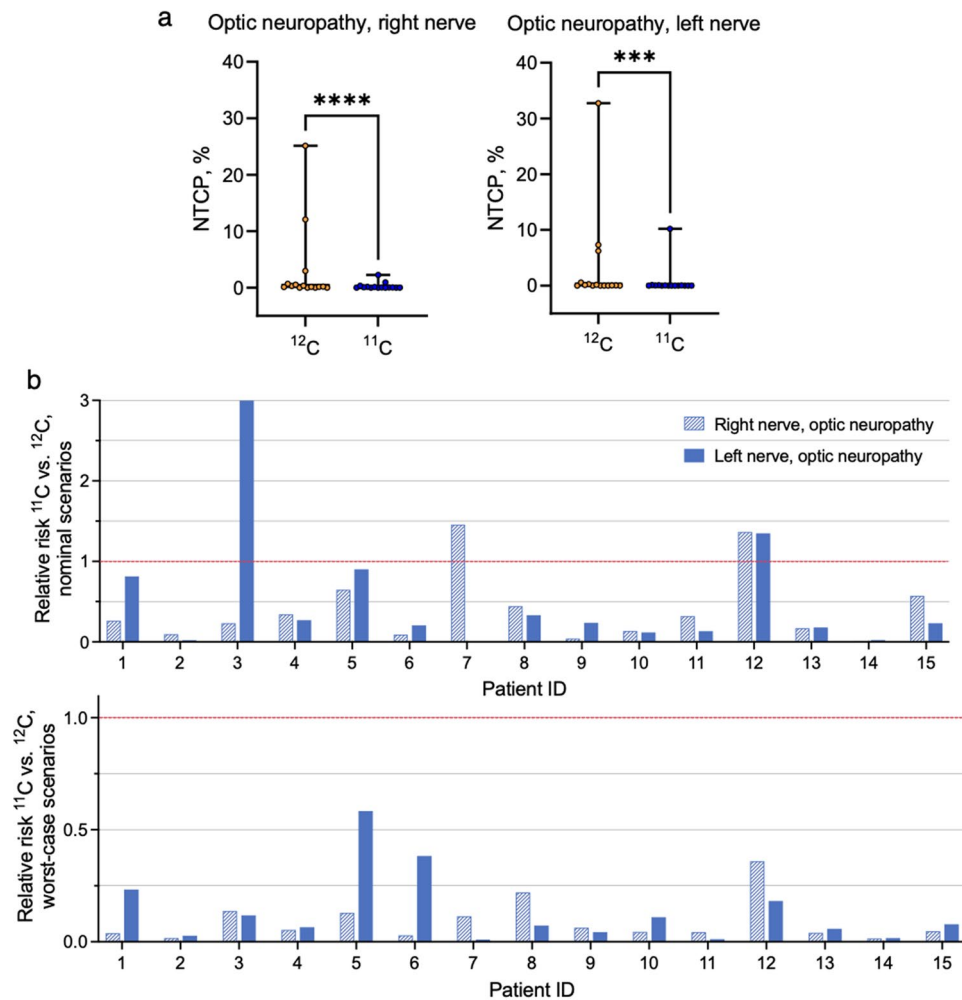 a
Optic neuropathy, right nerve
Optic neuropathy, left nerve
NTCP, %
40
30
20
10
0
****
¹²C
¹¹C
NTCP, %
40
30
20
10
0
***
¹²C
¹¹C
b
Relative risk ¹¹C vs. ¹²C,
nominal scenarios
3
2
1
0
Right nerve, optic neuropathy
Left nerve, optic neuropathy
1 2 3 4 5 6 7 8 9 10 11 12 13 14 15
Patient ID
Relative risk ¹¹C vs. ¹²C,
worst-case scenarios
1.0
0.5
0.0
1 2 3 4 5 6 7 8 9 10 11 12 13 14 15
Patient ID